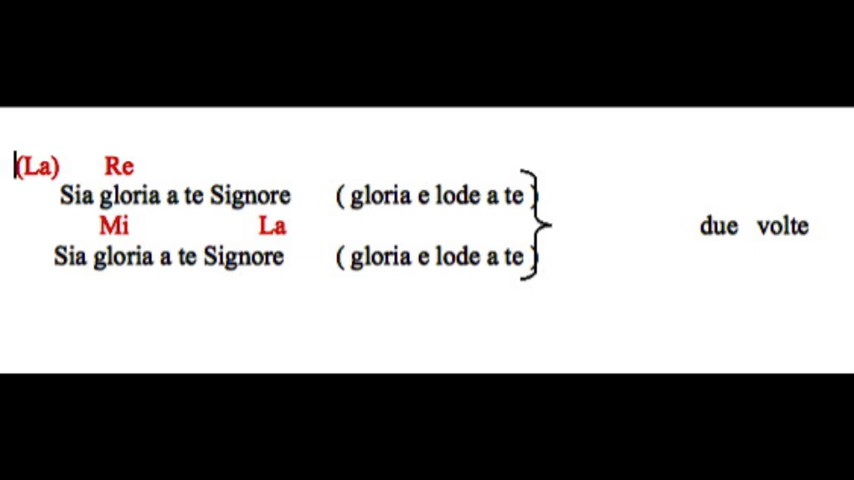 (La) Re
Sia gloria a te Signore ( gloria e lode a te )
Mi La
Sia gloria a te Signore ( gloria e lode a te )
due volte